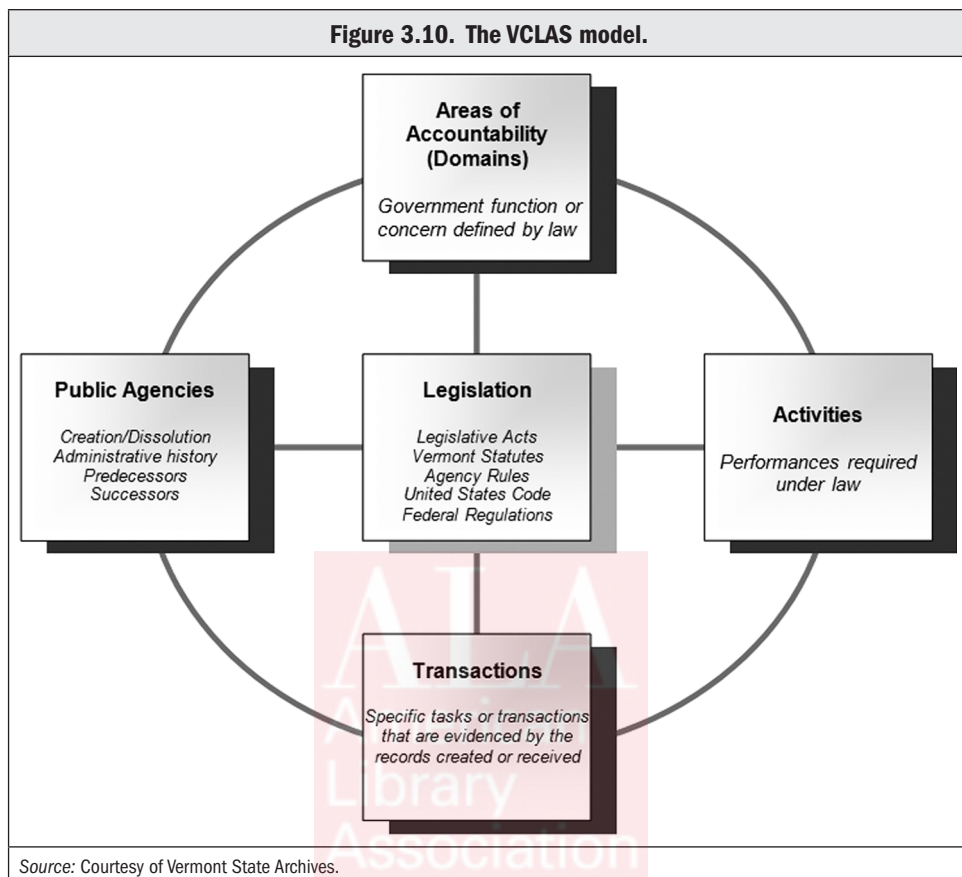 Figure 3.10. The VCLAS model.
Areas of
Accountability
(Domains)
Government function or
concern defined by law
Public Agencies
Creation/Dissolution
Administrative history
Predecessors
Successors
Legislation
Legislative Acts
Vermont Statutes
Agency Rules
United States Code
Federal Regulations
Activities
Performances required
under law
Transactions
Specific tasks or transactions
that are evidenced by the
records created or received
ALA
American
Library
Association
Source: Courtesy of Vermont State Archives.